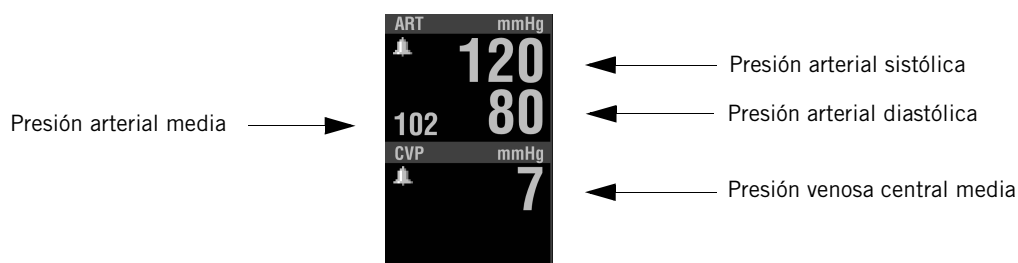 ART mmHg
120
Presión arterial sistólica
80
Presión arterial diastólica
Presión arterial media
102
CVP mmHg
7
Presión venosa central media